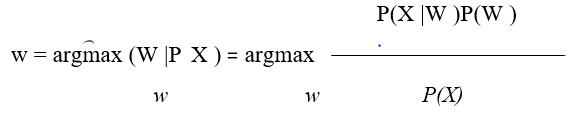 P(X |W )P(W )
w = argmax (W |P X ) = argmax
w w P(X)